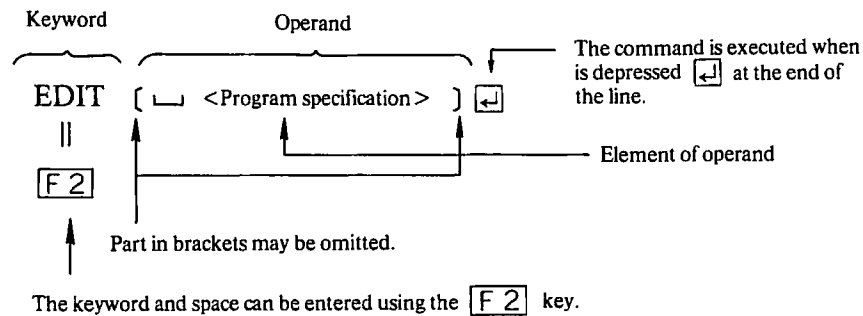 Keyword Operand
The command is executed when
is depressed ↵ at the end of
the line.
EDIT [ ⎵ <Program specification> ] ↵
||
Element of operand
F 2
Part in brackets may be omitted.
The keyword and space can be entered using the F 2 key.